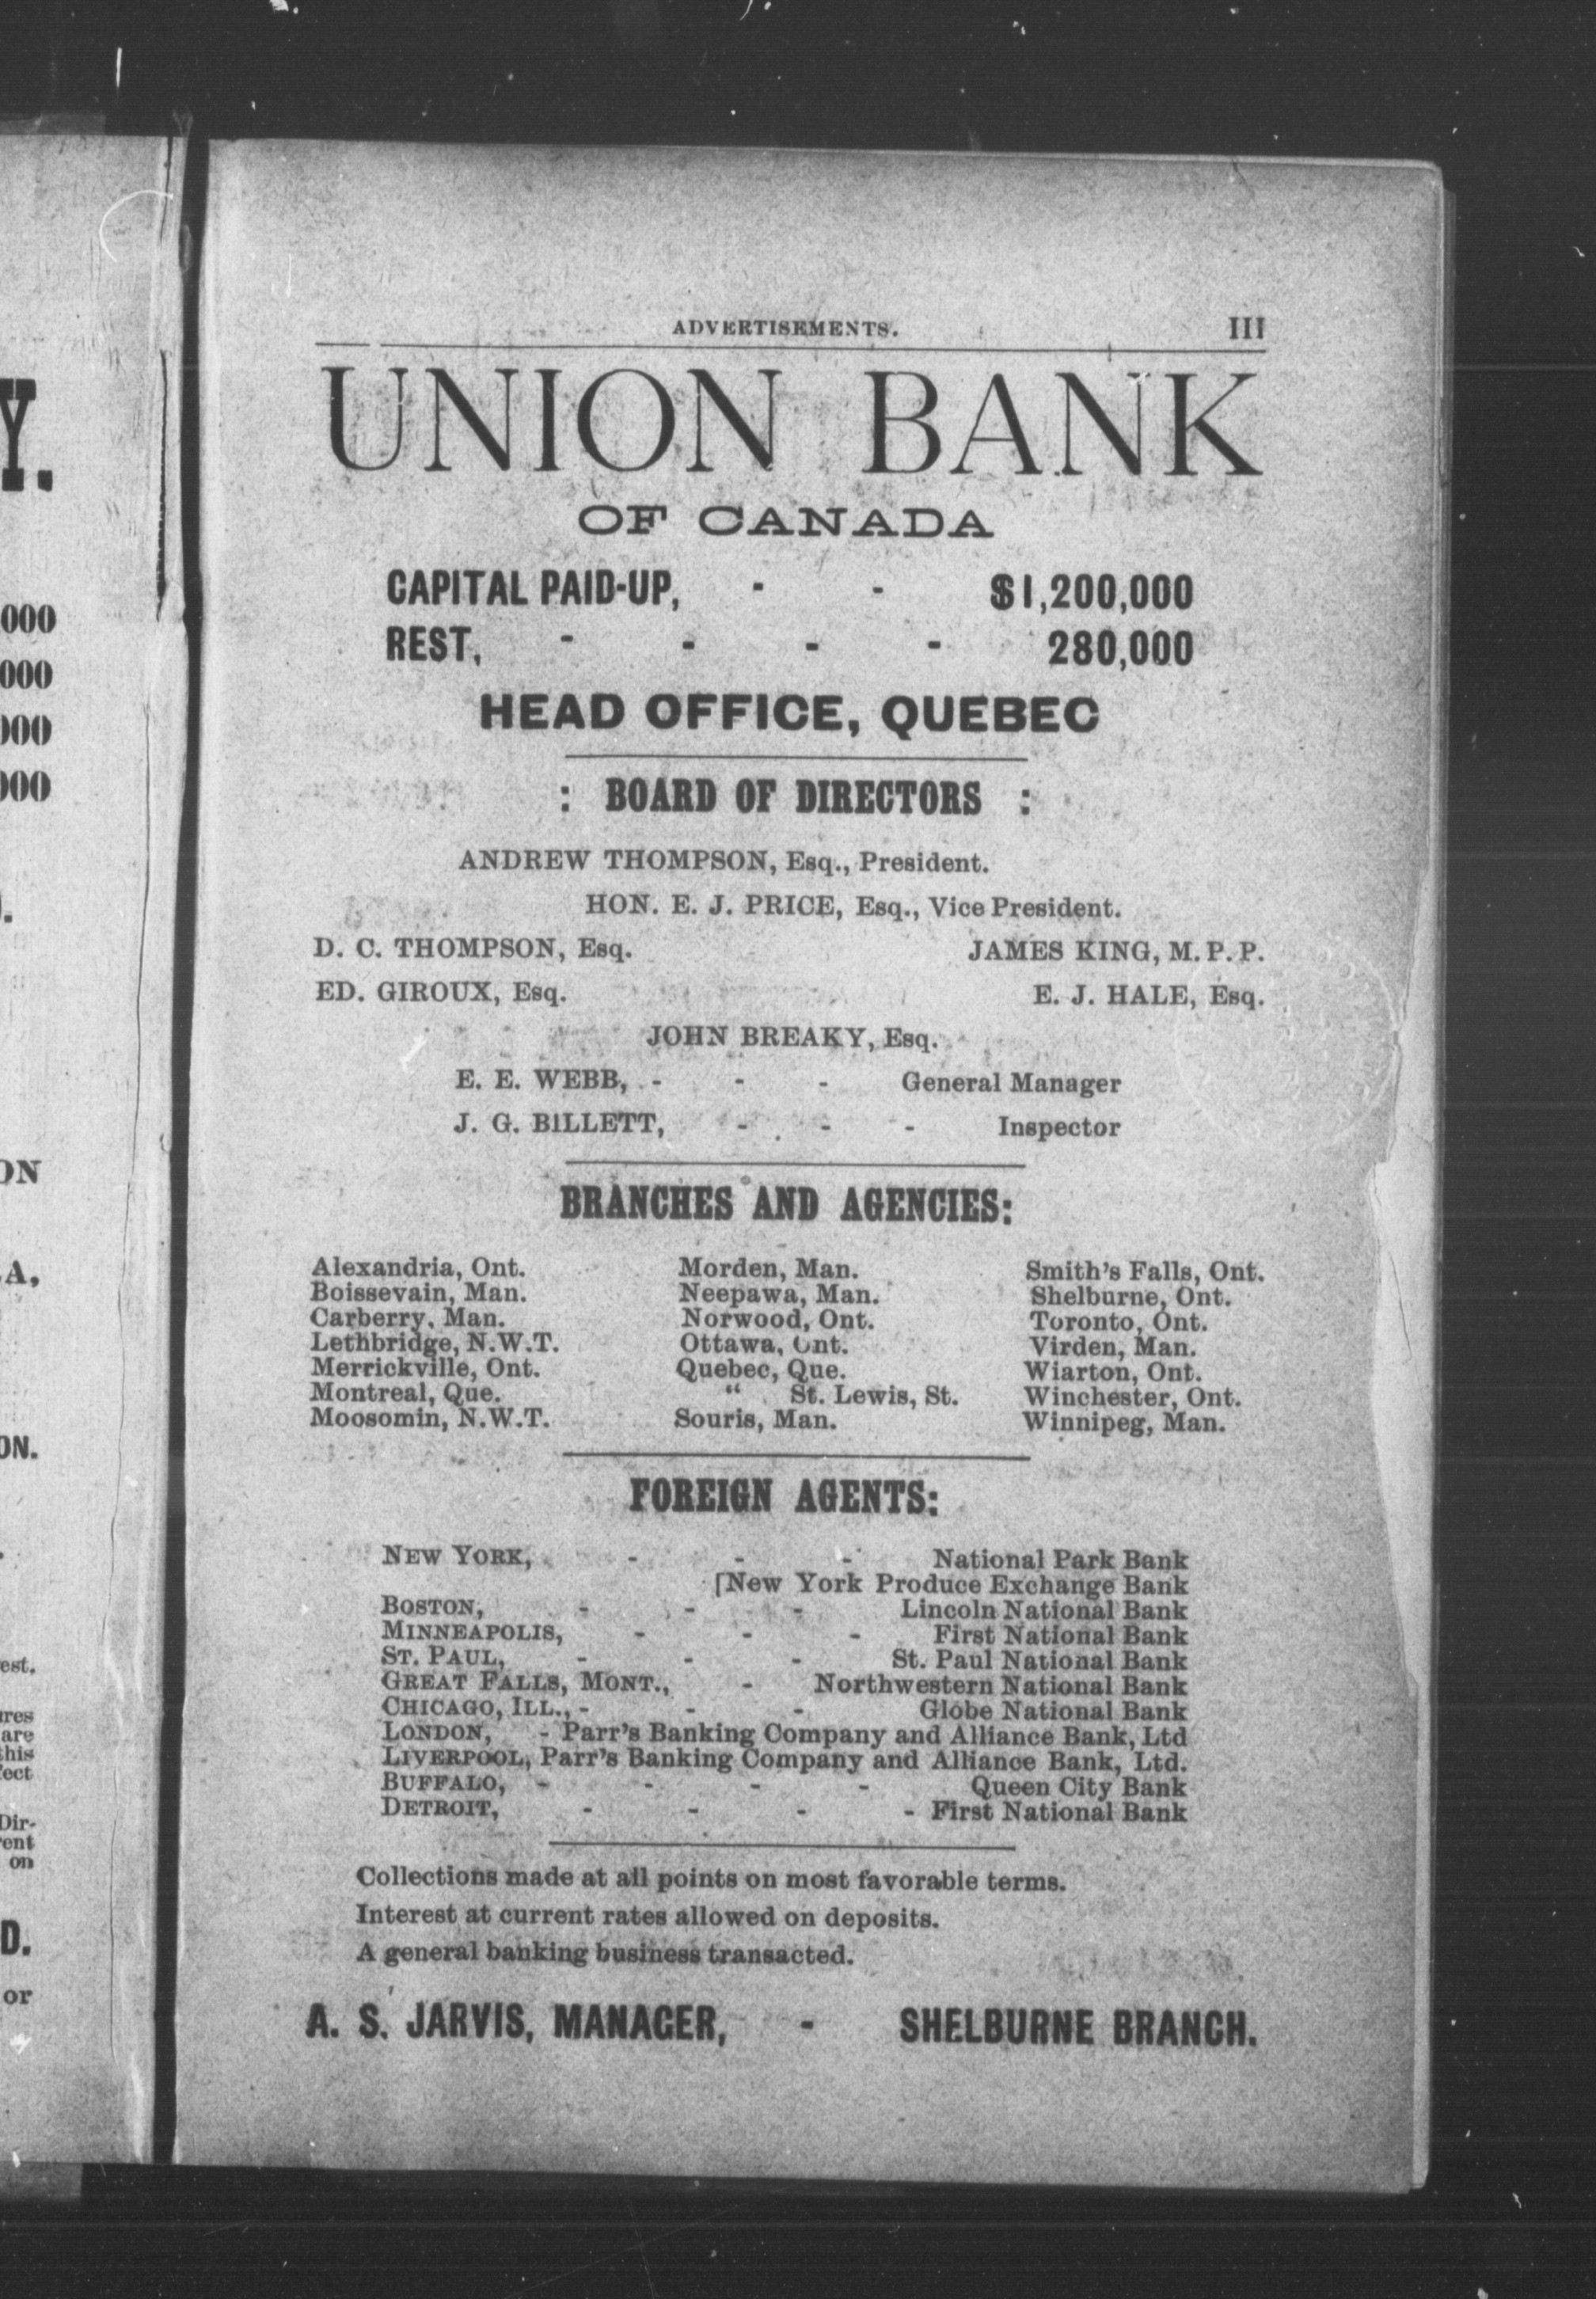 ADVERTISEMENTS. III
UNION BANK
OF CANADA
CAPITAL PAID-UP, - - $1,200,000
REST, - - - - 280,000
HEAD OFFICE, QUEBEC
: BOARD OF DIRECTORS :
ANDREW THOMPSON, Esq., President.
HON. E. J. PRICE, Esq., Vice President.
D. C. THOMPSON, Esq. JAMES KING, M. P. P.
ED. GIROUX, Esq. E. J. HALE, Esq.
JOHN BREAKY, Esq.
E. E. WEBB, - - - General Manager
J. G. BILLETT, - - - Inspector
BRANCHES AND AGENCIES:
Alexandria, Ont. Morden, Man. Smith's Falls, Ont.
Boissevain, Man. Neepawa, Man. Shelburne, Ont.
Carberry, Man. Norwood, Ont. Toronto, Ont.
Lethbridge, N.W.T. Ottawa, Ont. Virden, Man.
Merrickville, Ont. Quebec, Que. Wiarton, Ont.
Montreal, Que. " St. Lewis, St. Winchester, Ont.
Moosomin, N.W.T. Souris, Man. Winnipeg, Man.
FOREIGN AGENTS:
NEW YORK, - - - National Park Bank
[New York Produce Exchange Bank
BOSTON, - - - Lincoln National Bank
MINNEAPOLIS, - - - First National Bank
ST. PAUL, - - - St. Paul National Bank
GREAT FALLS, MONT., - Northwestern National Bank
CHICAGO, ILL., - - - Globe National Bank
LONDON, - Parr's Banking Company and Alliance Bank, Ltd
LIVERPOOL, Parr's Banking Company and Alliance Bank, Ltd.
BUFFALO, - - - - Queen City Bank
DETROIT, - - - - First National Bank
Collections made at all points on most favorable terms.
Interest at current rates allowed on deposits.
A general banking business transacted.
A. S. JARVIS, MANAGER, - SHELBURNE BRANCH.